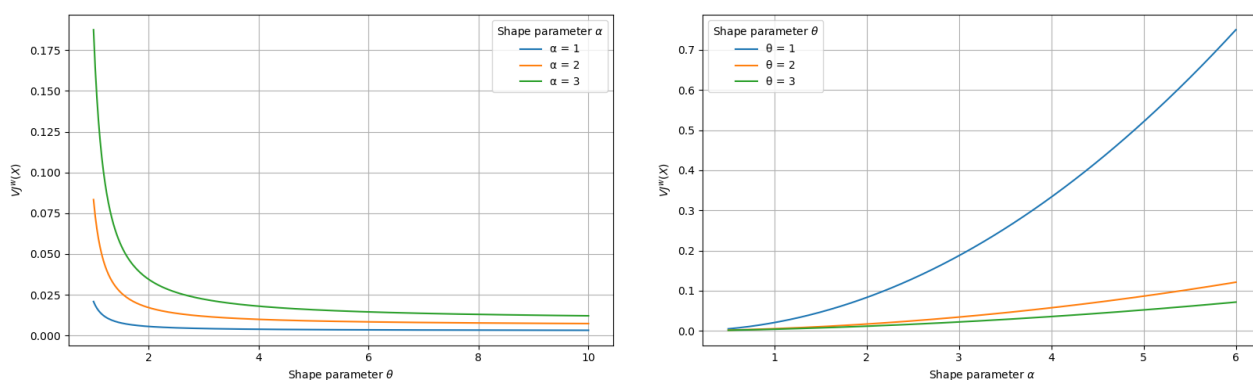 Shape parameter α
α = 1
α = 2
α = 3
0.175
0.150
0.125
0.100
0.075
0.050
0.025
0.000
VJʷ(X)
2
4
6
8
10
Shape parameter θ
Shape parameter θ
θ = 1
θ = 2
θ = 3
0.7
0.6
0.5
0.4
0.3
0.2
0.1
0.0
VJʷ(X)
1
2
3
4
5
6
Shape parameter α